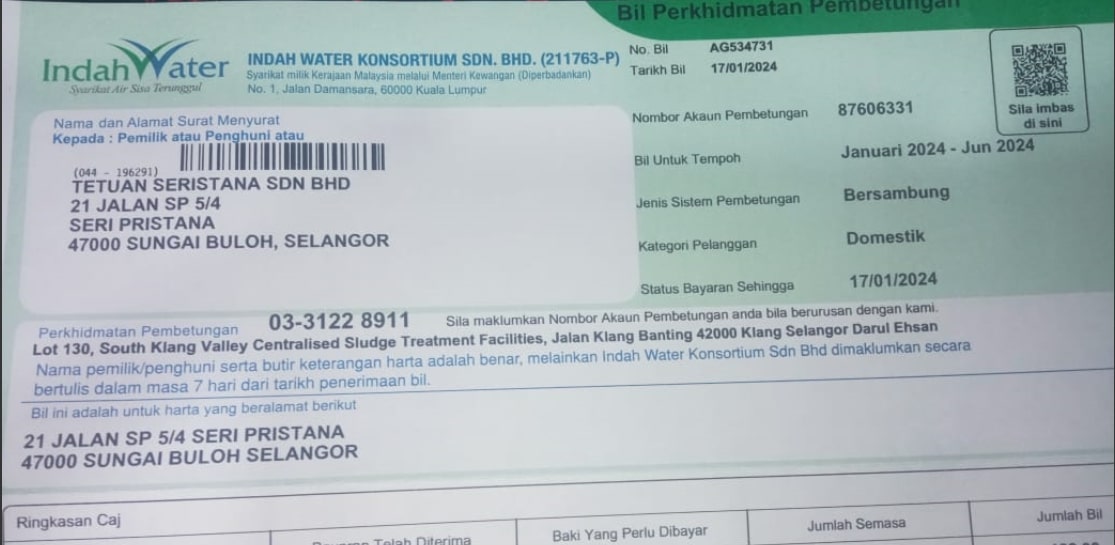 Bil Perkhidmatan Pembetungan
IndahWater
Syarikat Air Sisa Terunggul
INDAH WATER KONSORTIUM SDN. BHD. (211763-P)
Syarikat milik Kerajaan Malaysia melalui Menteri Kewangan (Diperbadankan)
No. 1, Jalan Damansara, 60000 Kuala Lumpur
No. Bil AG534731
Tarikh Bil 17/01/2024
Sila imbas
di sini
Nama dan Alamat Surat Menyurat
Kepada : Pemilik atau Penghuni atau
(044 - 196291)
TETUAN SERISTANA SDN BHD
21 JALAN SP 5/4
SERI PRISTANA
47000 SUNGAI BULOH, SELANGOR
Nombor Akaun Pembetungan 87606331
Bil Untuk Tempoh Januari 2024 - Jun 2024
Jenis Sistem Pembetungan Bersambung
Kategori Pelanggan Domestik
Status Bayaran Sehingga 17/01/2024
Perkhidmatan Pembetungan 03-3122 8911 Sila maklumkan Nombor Akaun Pembetungan anda bila berurusan dengan kami.
Lot 130, South Klang Valley Centralised Sludge Treatment Facilities, Jalan Klang Banting 42000 Klang Selangor Darul Ehsan
Nama pemilik/penghuni serta butir keterangan harta adalah benar, melainkan Indah Water Konsortium Sdn Bhd dimaklumkan secara
bertulis dalam masa 7 hari dari tarikh penerimaan bil.
Bil ini adalah untuk harta yang beralamat berikut
21 JALAN SP 5/4 SERI PRISTANA
47000 SUNGAI BULOH SELANGOR
Ringkasan Caj
Telah Diterima Baki Yang Perlu Dibayar Jumlah Semasa Jumlah Bil